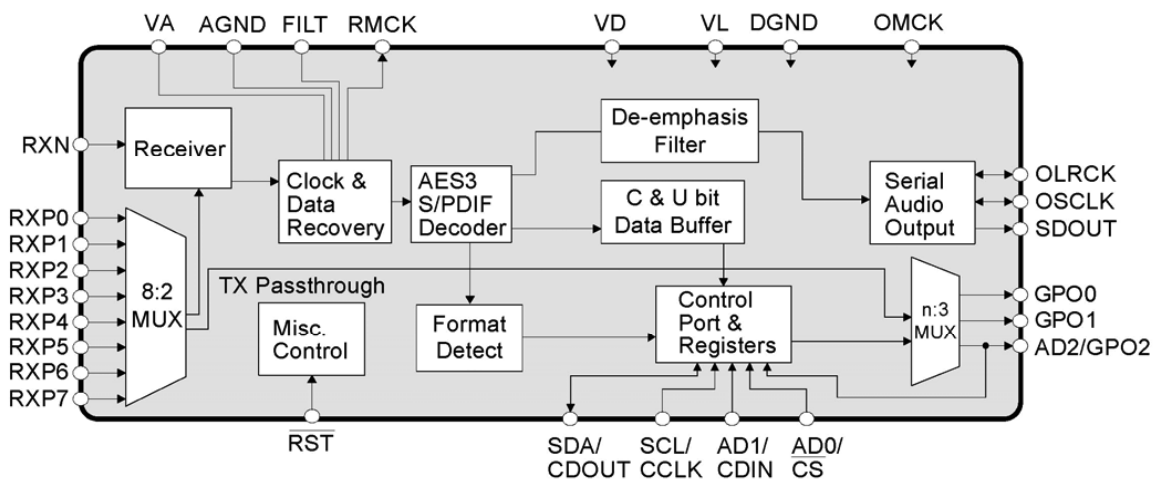 VA AGND FILT RMCK VD VL DGND OMCK
RXN
Receiver
De-emphasis
Filter
Clock &
Data
Recovery
AES3
S/PDIF
Decoder
C & U bit
Data Buffer
Serial
Audio
Output
OLRCK
OSCLK
SDOUT
RXP0
RXP1
RXP2
RXP3
RXP4
RXP5
RXP6
RXP7
8:2
MUX
TX Passthrough
Misc.
Control
Format
Detect
Control
Port &
Registers
n:3
MUX
GPO0
GPO1
AD2/GPO2
RST
SDA/
CDOUT
SCL/
CCLK
AD1/
CDIN
AD0/
CS